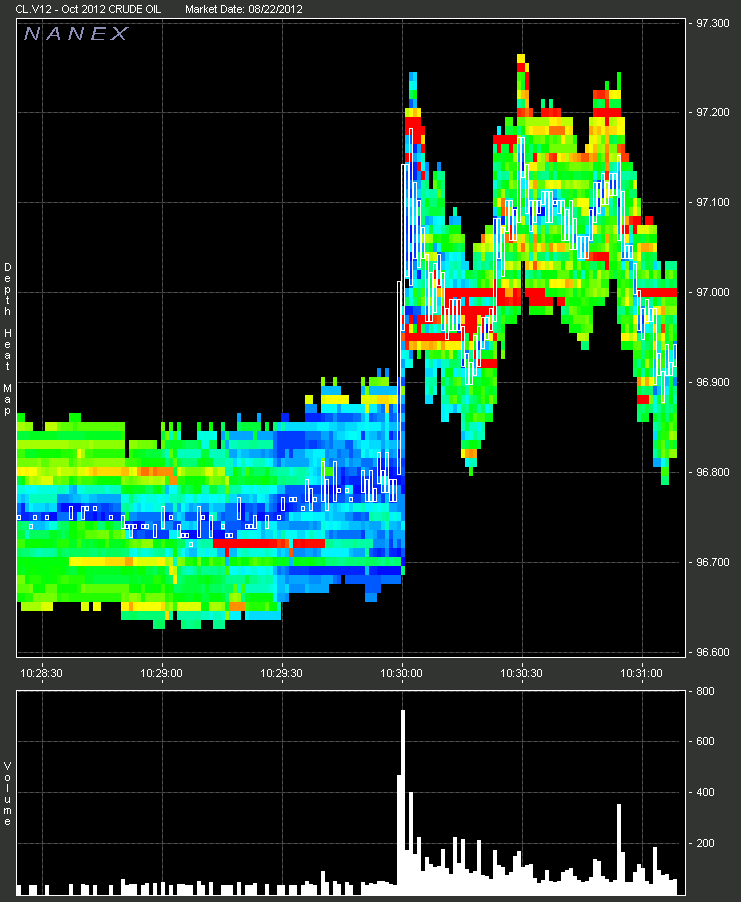 CL.V12 - Oct 2012 CRUDE OIL Market Date: 08/22/2012
NANEX
97.300
97.200
97.100
97.000
96.900
96.800
96.700
96.600
Depth Heat Map
10:28:30 10:29:00 10:29:30 10:30:00 10:30:30 10:31:00
800
600
400
200
Volume